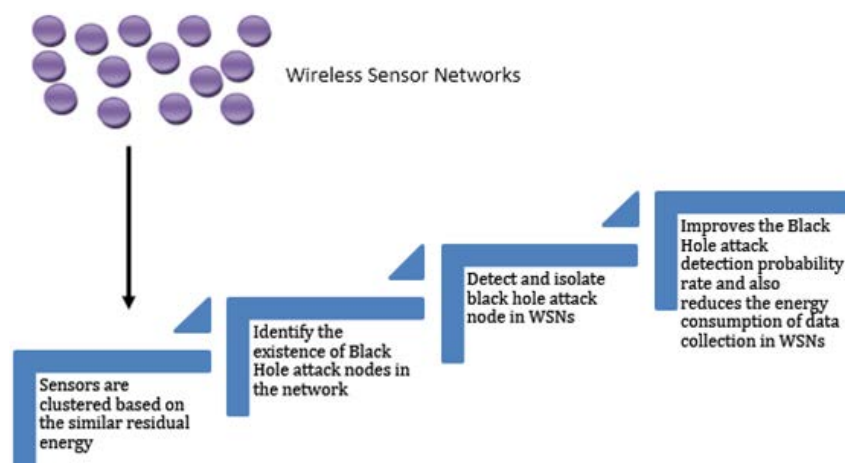 Wireless Sensor Networks
Sensors are
clustered based on
the similar residual
energy
Identify the
existence of Black
Hole attack nodes in
the network
Detect and isolate
black hole attack
node in WSNs
Improves the Black
Hole attack
detection probability
rate and also
reduces the energy
consumption of data
collection in WSNs